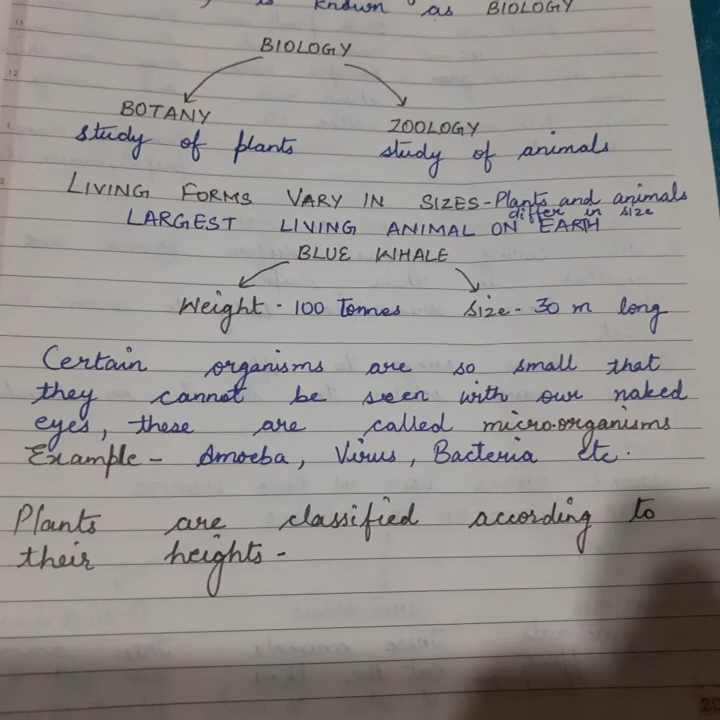 is known as BIOLOGY
BIOLOGY
BOTANY
study of plants
ZOOLOGY
study of animals
LIVING FORMS VARY IN SIZES - Plants and animals
differ in size
LARGEST LIVING ANIMAL ON EARTH
BLUE WHALE
Weight - 100 Tonnes
Size - 30 m long
Certain organisms are so small that
they cannot be seen with our naked
eyes, these are called micro-organisms
Example - Amoeba, Virus, Bacteria etc.
Plants are classified according to
their heights -